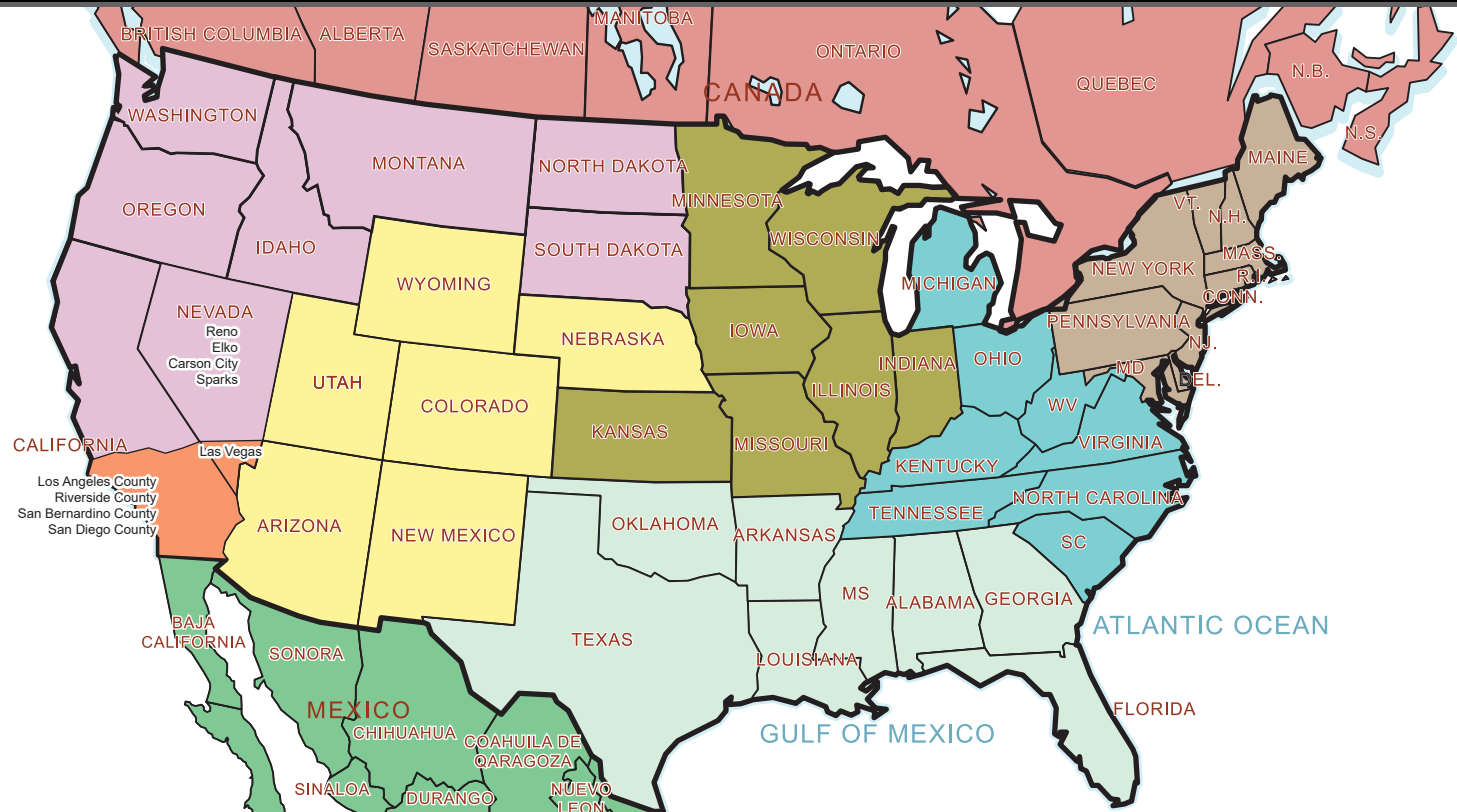 MANITOBA
BRITISH COLUMBIA
ALBERTA
SASKATCHEWAN
ONTARIO
N.B.
QUEBEC
CANADA
WASHINGTON
N.S.
MAINE
MONTANA
NORTH DAKOTA
MINNESOTA
VT.
N.H.
OREGON
IDAHO
SOUTH DAKOTA
WISCONSIN
MASS.
NEW YORK
R.I.
WYOMING
MICHIGAN
CONN.
NEVADA
Reno
Elko
Carson City
Sparks
NEBRASKA
IOWA
PENNSYLVANIA
NJ.
INDIANA
OHIO
MD
DEL.
UTAH
COLORADO
ILLINOIS
WV
KANSAS
MISSOURI
VIRGINIA
CALIFORNIA
Las Vegas
KENTUCKY
Los Angeles County
Riverside County
San Bernardino County
San Diego County
NORTH CAROLINA
TENNESSEE
ARIZONA
NEW MEXICO
OKLAHOMA
ARKANSAS
SC
MS
ALABAMA
GEORGIA
ATLANTIC OCEAN
BAJA
CALIFORNIA
SONORA
TEXAS
LOUISIANA
MEXICO
FLORIDA
CHIHUAHUA
GULF OF MEXICO
COAHUILA DE
QARAGOZA
SINALOA
DURANGO
NUEVO
LEON